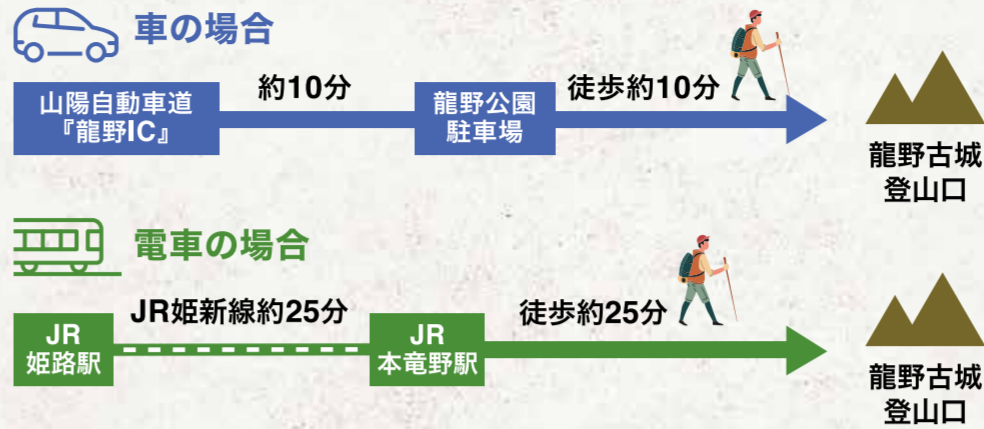 車の場合
山陽自動車道
『龍野IC』
約10分
龍野公園
駐車場
徒歩約10分
龍野古城
登山口
電車の場合
JR
姫路駅
JR姫新線約25分
JR
本竜野駅
徒歩約25分
龍野古城
登山口